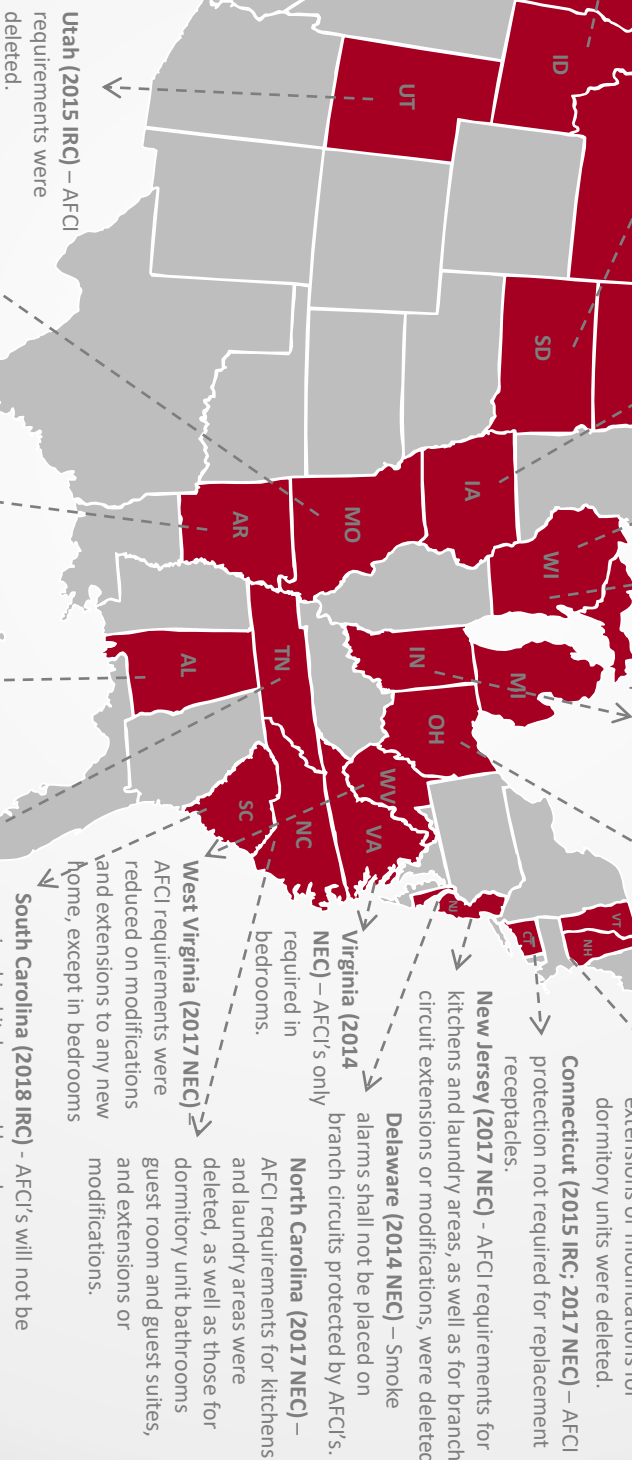 Utah (2015 IRC) – AFCI
requirements were
deleted.
ID
UT
SD
IA
WI
MO
AR
TN
AL
IN
MI
OH
WV
VA
NC
SC
NJ
CT
VT
NH
dormitory units were deleted.
Connecticut (2015 IRC; 2017 NEC) – AFCI
protection not required for replacement
receptacles.
New Jersey (2017 NEC) - AFCI requirements for
kitchens and laundry areas, as well as for branch
circuit extensions or modifications, were deleted
Delaware (2014 NEC) – Smoke
alarms shall not be placed on
branch circuits protected by AFCI’s.
Virginia (2014
NEC) – AFCI’s only
required in
bedrooms.
North Carolina (2017 NEC) –
AFCI requirements for kitchens
and laundry areas were
deleted, as well as those for
dormitory unit bathrooms
guest room and guest suites,
and extensions or
modifications.
West Virginia (2017 NEC) –
AFCI requirements were
reduced on modifications
and extensions to any new
home, except in bedrooms
South Carolina (2018 IRC) - AFCI’s will not be